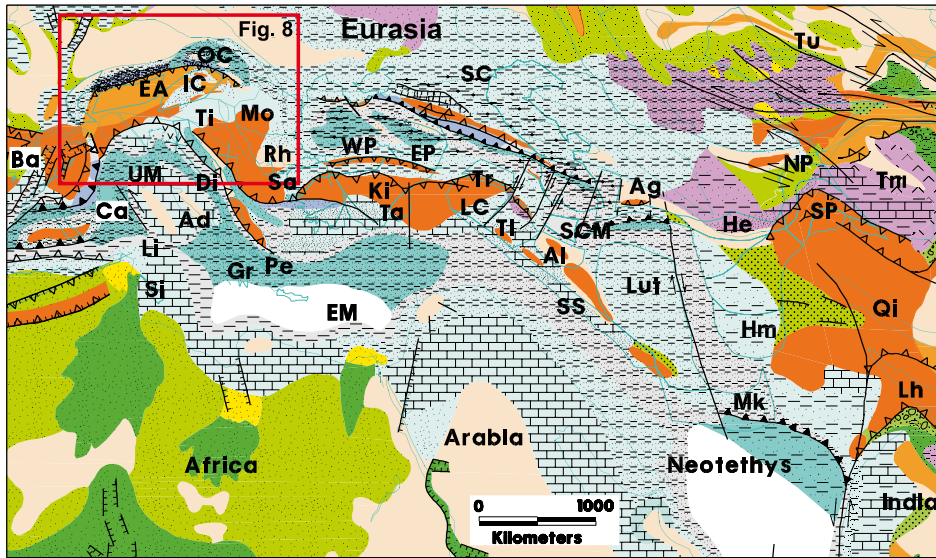 Fig. 8
Eurasia
Tu
OC
SC
EA
IC
Ti
Mo
WP
EP
NP
Ba
Rh
UM
Di
Sa
Ki
Tr
Ag
Tm
Ca
Ad
Ta
LC
TI
SCM
He
SP
Li
Al
Gr
Pe
Lut
Si
EM
SS
Hm
Qi
Mk
Lh
Africa
Arabia
Neotethys
India
0 1000
Kilometers